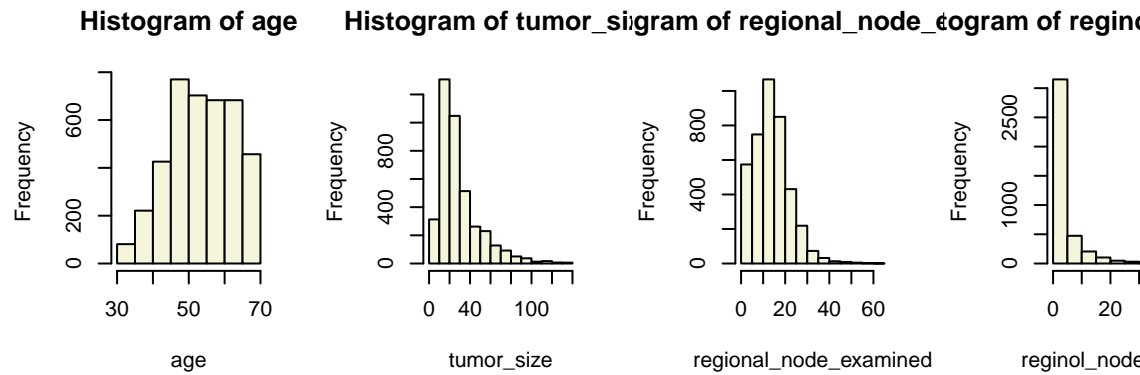 Histogram of age
Histogram of tumor_si
gram of regional_node_e
togram of regino
Frequency
0
200
600
30
50
70
age
Frequency
0
400
800
0
40
100
tumor_size
Frequency
0
400
800
0
20
40
60
regional_node_examined
Frequency
0
1000
2500
0
20
reginol_node